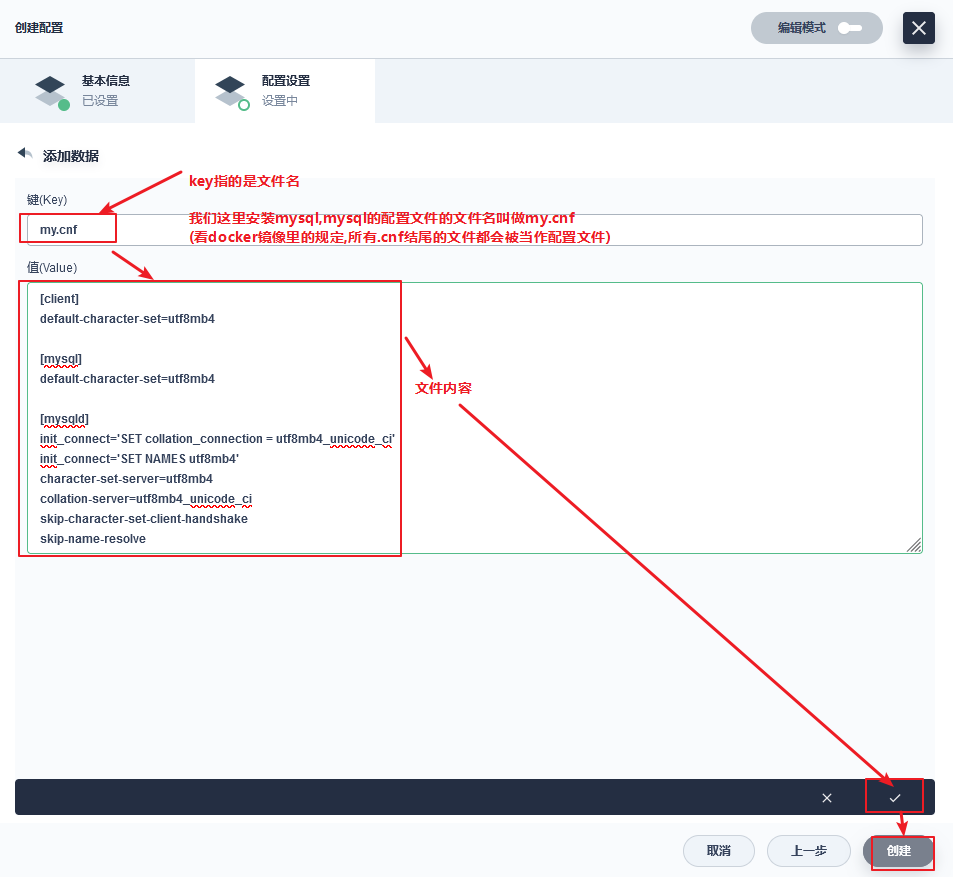 创建配置
编辑模式
基本信息
已设置
配置设置
设置中
添加数据
key指的是文件名
键(Key)
我们这里安装mysql,mysql的配置文件的文件名叫做my.cnf
my.cnf
(看docker镜像里的规定,所有.cnf结尾的文件都会被当作配置文件)
值(Value)
[client]
default-character-set=utf8mb4
[mysql]
default-character-set=utf8mb4
文件内容
[mysqld]
init_connect='SET collation_connection = utf8mb4_unicode_ci'
init_connect='SET NAMES utf8mb4'
character-set-server=utf8mb4
collation-server=utf8mb4_unicode_ci
skip-character-set-client-handshake
skip-name-resolve
取消
上一步
创建